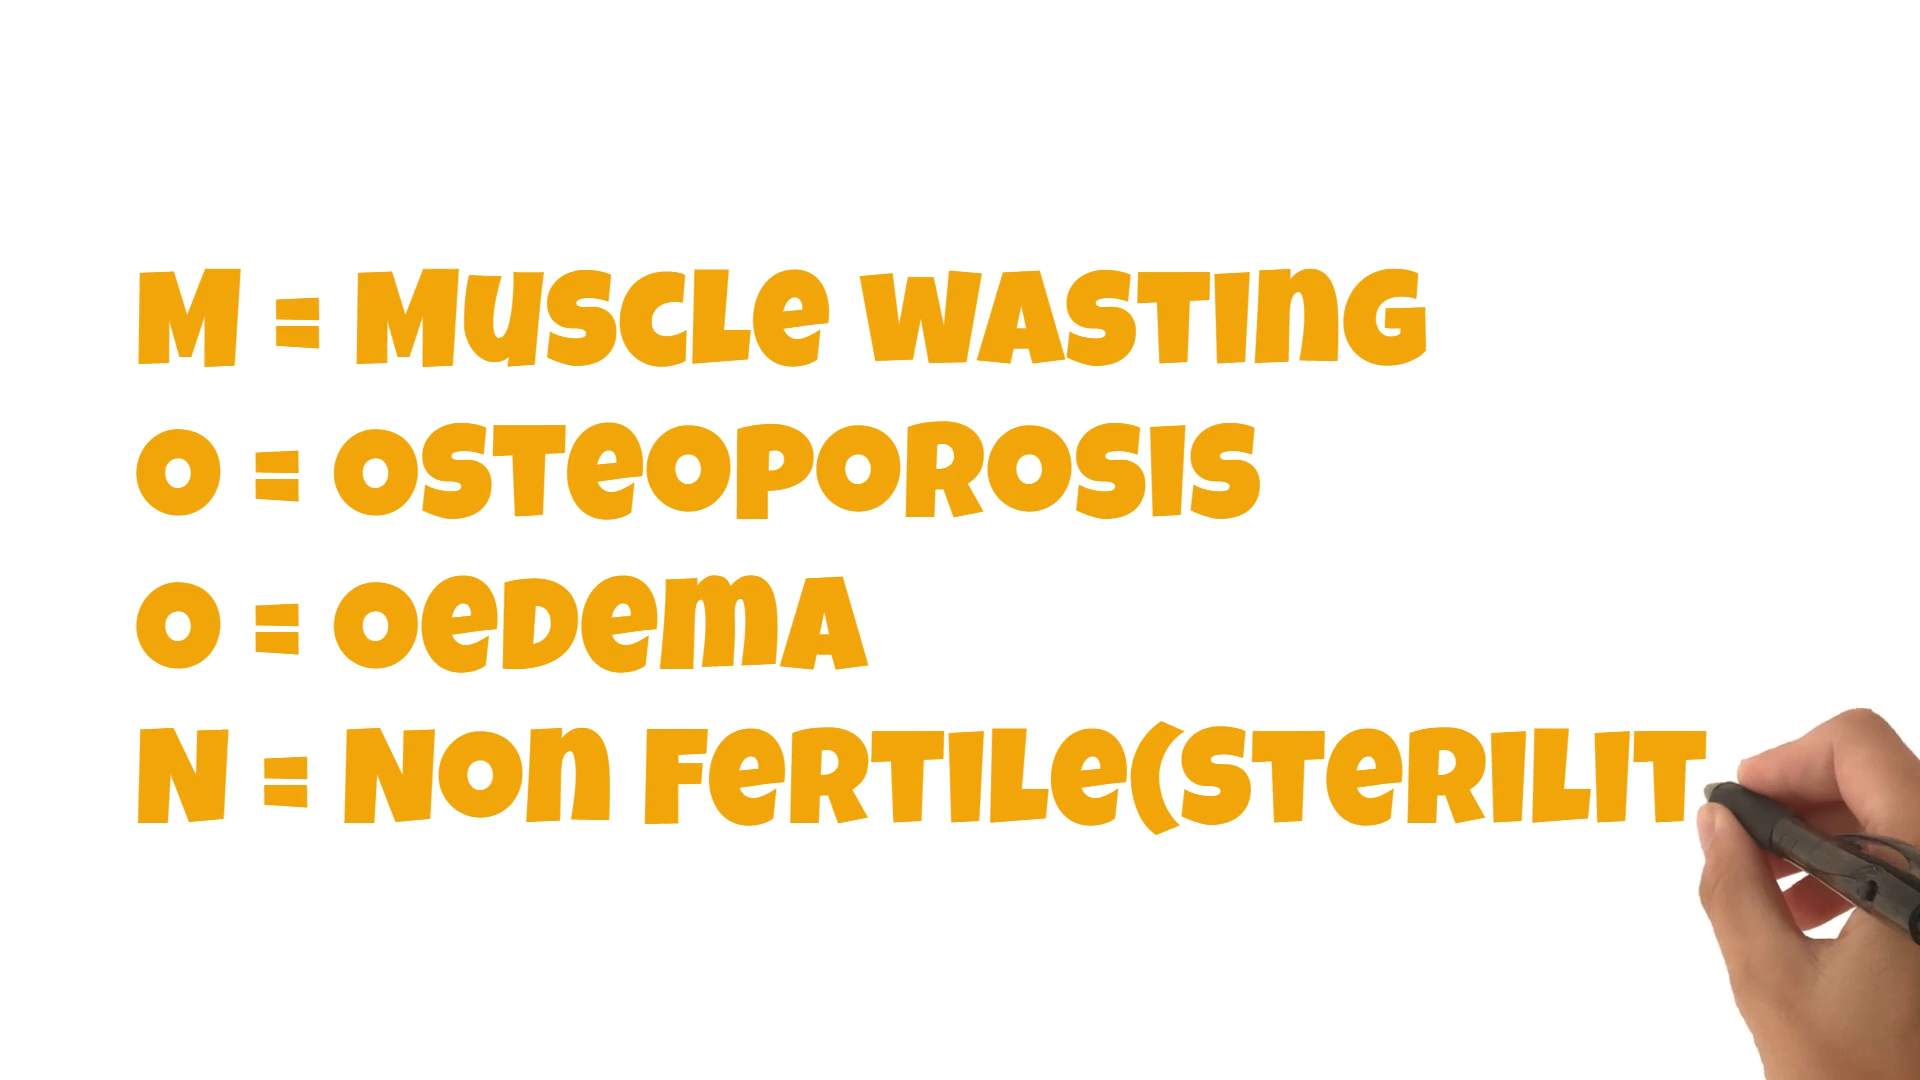 M = Muscle wasting
O = Osteoporosis
O = Oedema
N = Non Fertile(Sterilit